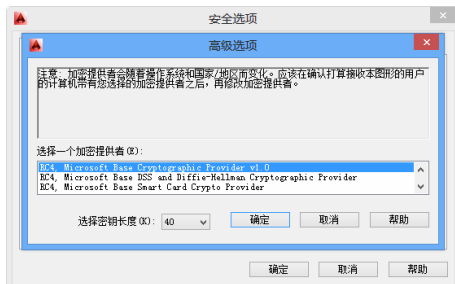 安全选项
高级选项
注意: 加密提供者会随着操作系统和国家/地区而变化。应该在确认打算接收本图形的用户
的计算机带有您选择的加密提供者之后，再修改加密提供者。
选择一个加密提供者(E):
RC4, Microsoft Base Cryptographic Provider v1.0
RC4, Microsoft Base DSS and Diffie-Hellman Cryptographic Provider
RC4, Microsoft Base Smart Card Crypto Provider
选择密钥长度(K): 40 确定 取消 帮助
确定 取消 帮助